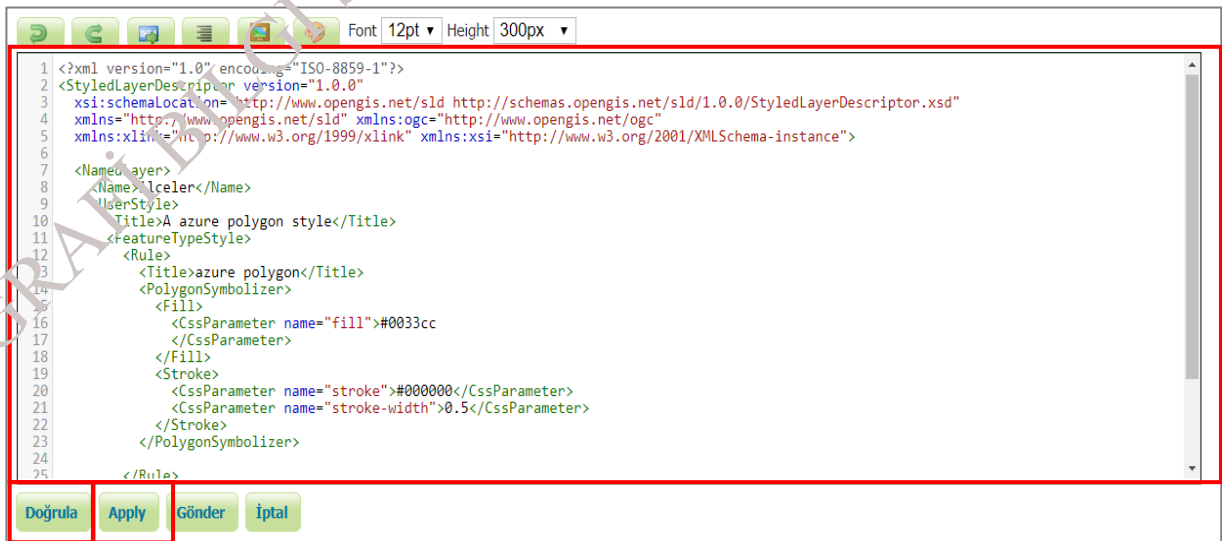 GRAFİ BİLGİ
Font 12pt Height 300px
1 <?xml version="1.0" encoding="ISO-8859-1"?>
2 <StyledLayerDescriptor version="1.0.0"
3 xsi:schemaLocation="http://www.opengis.net/sld http://schemas.opengis.net/sld/1.0.0/StyledLayerDescriptor.xsd"
4 xmlns="http://www.opengis.net/sld" xmlns:ogc="http://www.opengis.net/ogc"
5 xmlns:xlink="http://www.w3.org/1999/xlink" xmlns:xsi="http://www.w3.org/2001/XMLSchema-instance">
6
7 <NamedLayer>
8 <Name>ilceler</Name>
9 <UserStyle>
10 <Title>A azure polygon style</Title>
11 <FeatureTypeStyle>
12 <Rule>
13 <Title>azure polygon</Title>
14 <PolygonSymbolizer>
15 <Fill>
16 <CssParameter name="fill">#0033cc
17 </CssParameter>
18 </Fill>
19 <Stroke>
20 <CssParameter name="stroke">#000000</CssParameter>
21 <CssParameter name="stroke-width">0.5</CssParameter>
22 </Stroke>
23 </PolygonSymbolizer>
24
25 </Rule>
Doğrula Apply Gönder İptal